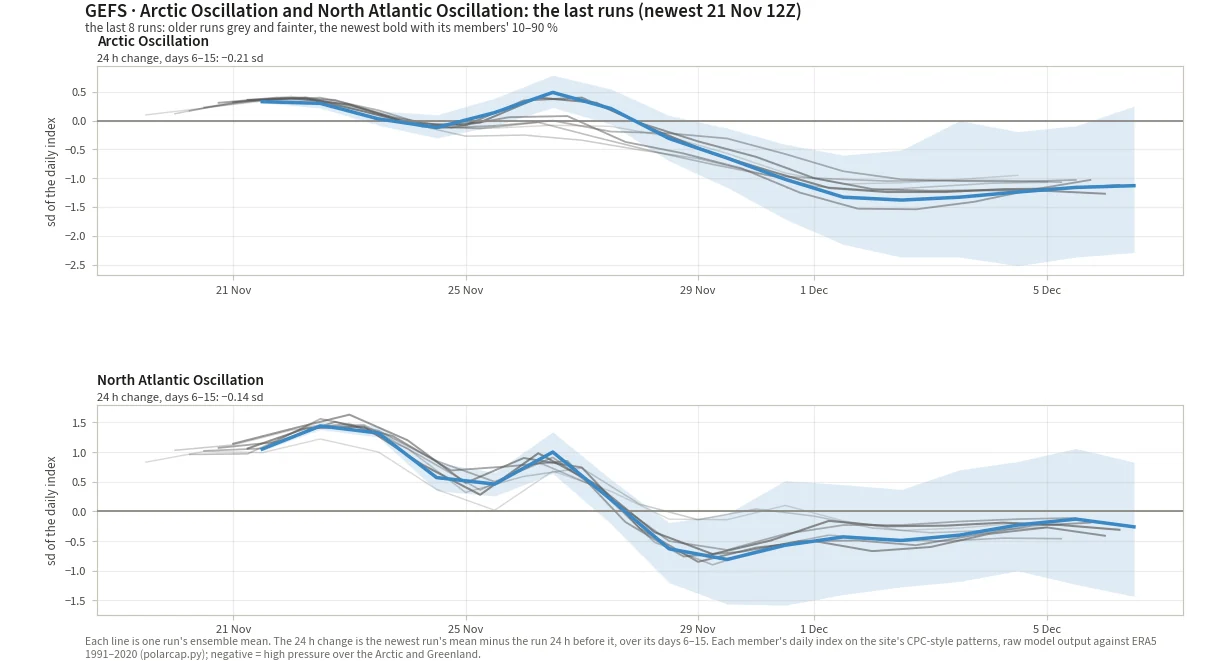 GEFS · Arctic Oscillation and North Atlantic Oscillation: the last runs (newest 21 Nov 12Z)
the last 8 runs: older runs grey and fainter, the newest bold with its members' 10–90 %
Arctic Oscillation
24 h change, days 6–15: −0.21 sd
sd of the daily index
0.5
0.0
−0.5
−1.0
−1.5
−2.0
−2.5
21 Nov
25 Nov
29 Nov
1 Dec
5 Dec
North Atlantic Oscillation
24 h change, days 6–15: −0.14 sd
sd of the daily index
1.5
1.0
0.5
0.0
−0.5
−1.0
−1.5
21 Nov
25 Nov
29 Nov
1 Dec
5 Dec
Each line is one run's ensemble mean. The 24 h change is the newest run's mean minus the run 24 h before it, over its days 6–15. Each member's daily index on the site's CPC-style patterns, raw model output against ERA5
1991–2020 (polarcap.py); negative = high pressure over the Arctic and Greenland.